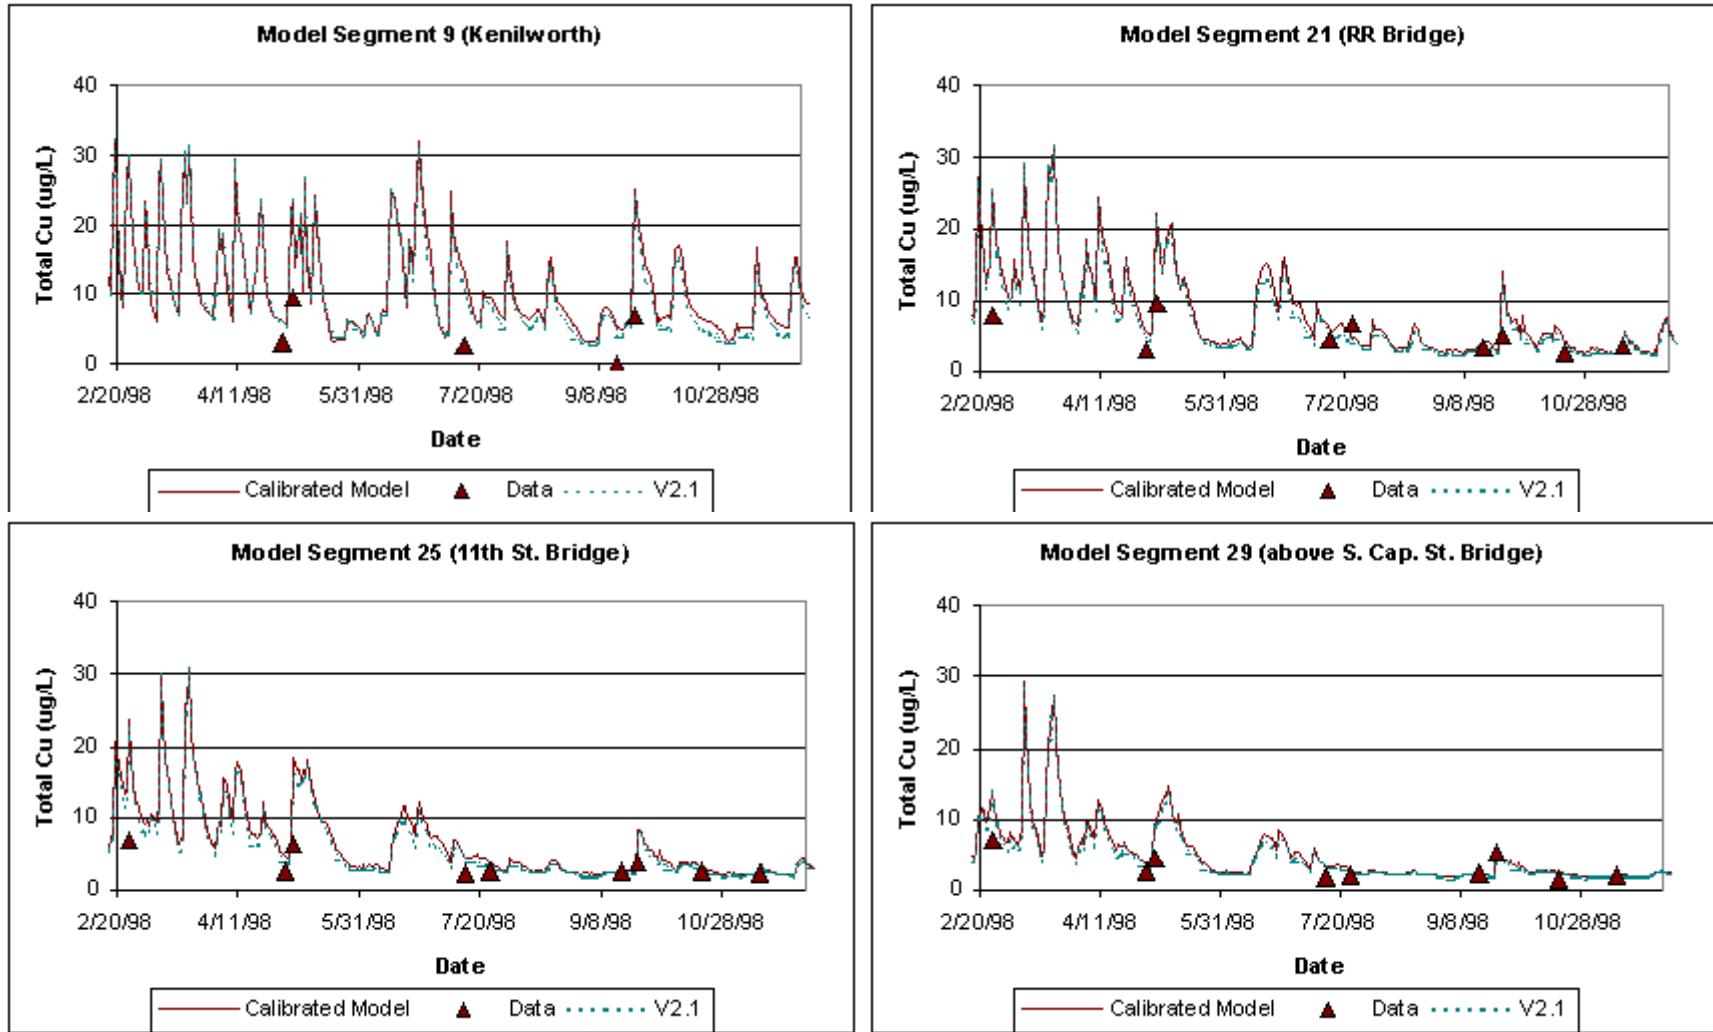 Model Segment 9 (Kenilworth)
Total Cu (ug/L)
40
30
20
10
0
2/20/98 4/11/98 5/31/98 7/20/98 9/8/98 10/28/98
Date
Calibrated Model Data V2.1
Model Segment 21 (RR Bridge)
Total Cu (ug/L)
40
30
20
10
0
2/20/98 4/11/98 5/31/98 7/20/98 9/8/98 10/28/98
Date
Calibrated Model Data V2.1
Model Segment 25 (11th St. Bridge)
Total Cu (ug/L)
40
30
20
10
0
2/20/98 4/11/98 5/31/98 7/20/98 9/8/98 10/28/98
Date
Calibrated Model Data V2.1
Model Segment 29 (above S. Cap. St. Bridge)
Total Cu (ug/L)
40
30
20
10
0
2/20/98 4/11/98 5/31/98 7/20/98 9/8/98 10/28/98
Date
Calibrated Model Data V2.1